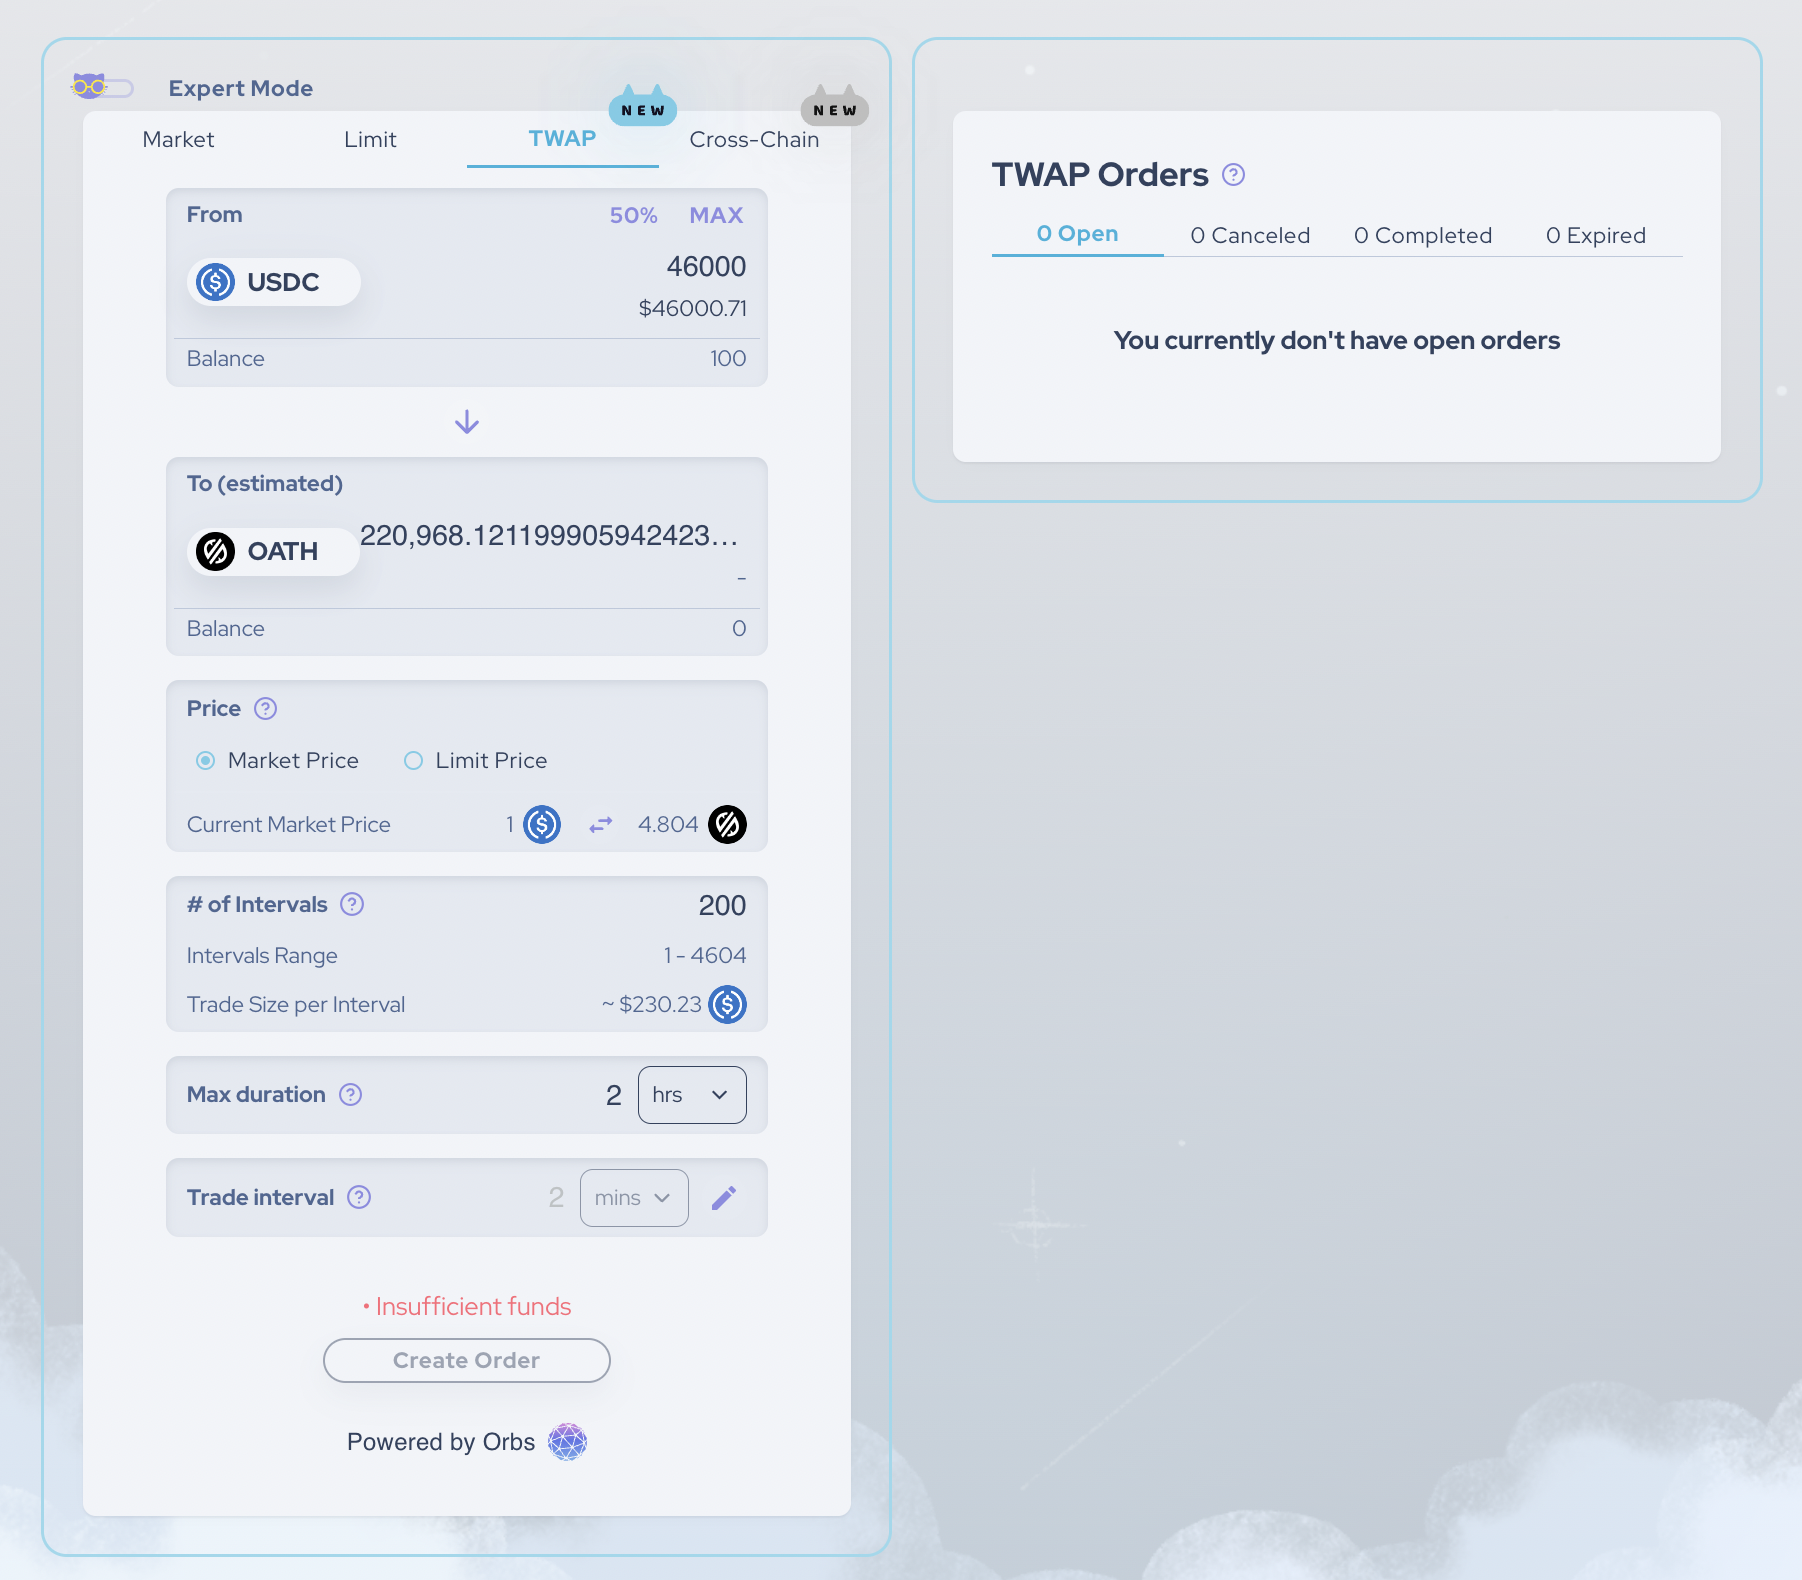 Expert Mode
NEW
NEW
Market
Limit
TWAP
Cross-Chain
From
50%
MAX
USDC
46000
$46000.71
Balance
100
To (estimated)
OATH
220,968.121199905942423...
-
Balance
0
Price ?
Market Price
Limit Price
Current Market Price
1
4.804
# of Intervals ?
200
Intervals Range
1 - 4604
Trade Size per Interval
~ $230.23
Max duration ?
2
hrs
Trade interval ?
2
mins
• Insufficient funds
Create Order
Powered by Orbs
TWAP Orders ?
0 Open
0 Canceled
0 Completed
0 Expired
You currently don't have open orders